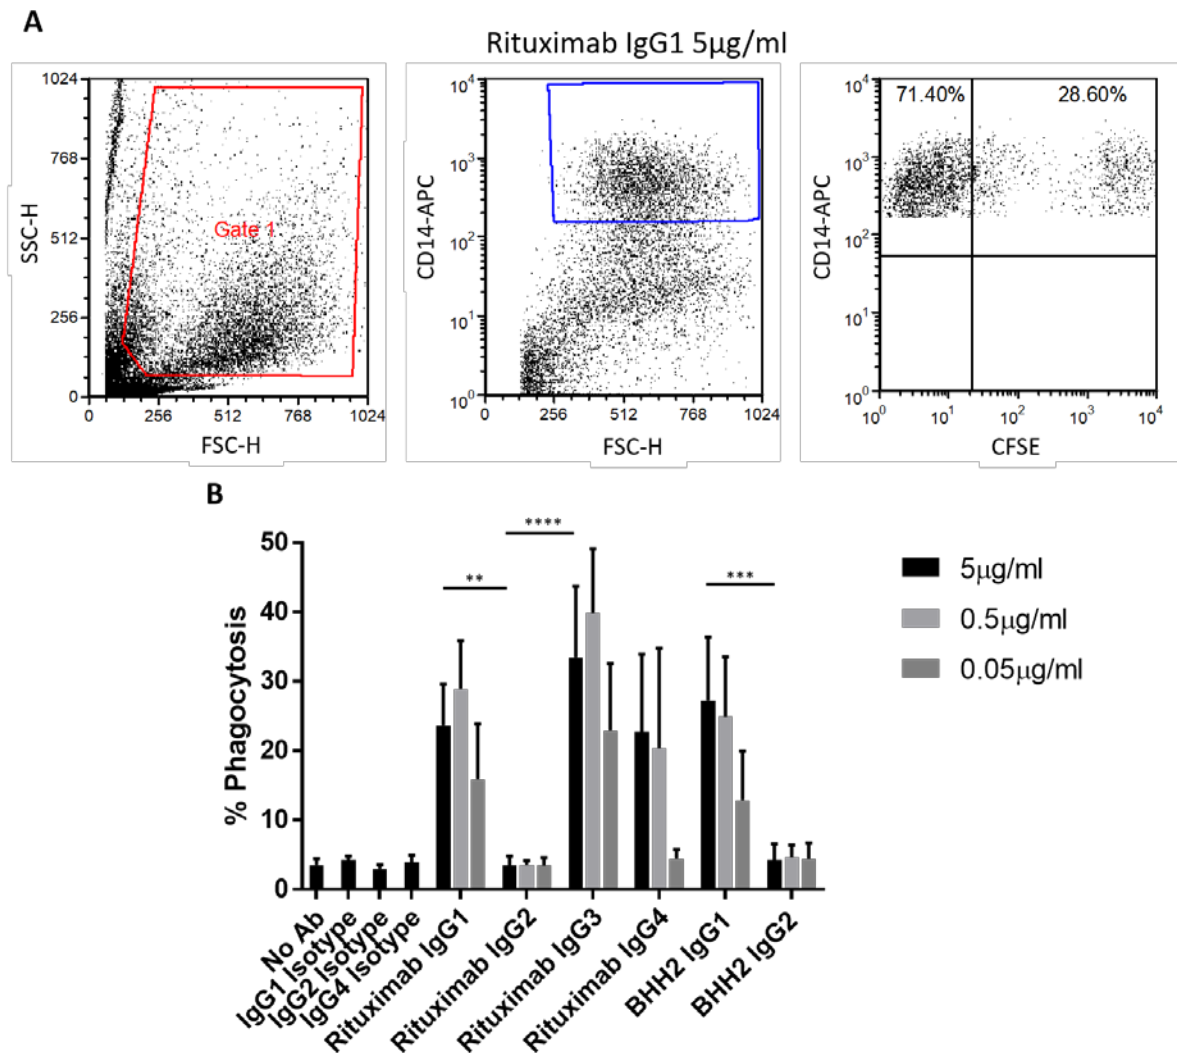 A
Rituximab IgG1 5µg/ml
1024
768
512
256
0
SSC-H
Gate 1
0 256 512 768 1024
FSC-H
10⁴
10³
10²
10¹
10⁰
CD14-APC
0 256 512 768 1024
FSC-H
71.40% 28.60%
10⁴
10³
10²
10¹
10⁰
CD14-APC
10⁰ 10¹ 10² 10³ 10⁴
CFSE
B
50
40
30
20
10
0
% Phagocytosis
**
****
***
No Ab
IgG1 Isotype
IgG2 Isotype
IgG4 Isotype
Rituximab IgG1
Rituximab IgG2
Rituximab IgG3
Rituximab IgG4
BHH2 IgG1
BHH2 IgG2
5µg/ml
0.5µg/ml
0.05µg/ml